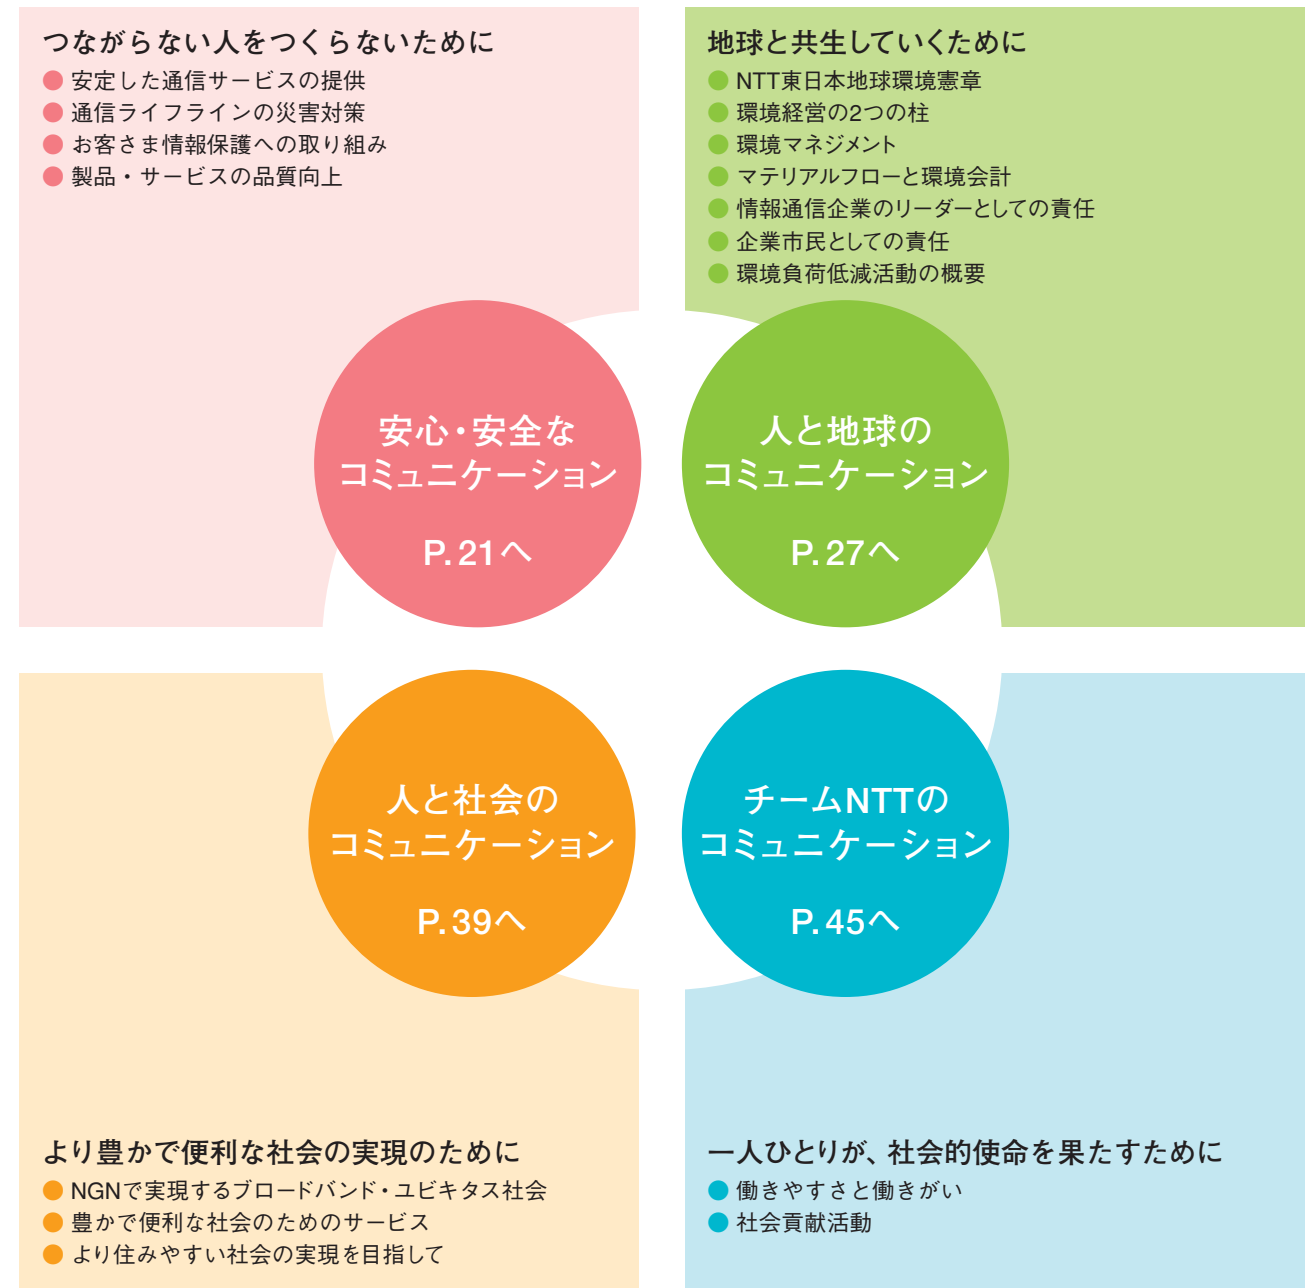 つながらない人をつくらないために
● 安定した通信サービスの提供
● 通信ライフラインの災害対策
● お客さま情報保護への取り組み
● 製品・サービスの品質向上
地球と共生していくために
● NTT東日本地球環境憲章
● 環境経営の2つの柱
● 環境マネジメント
● マテリアルフローと環境会計
● 情報通信企業のリーダーとしての責任
● 企業市民としての責任
● 環境負荷低減活動の概要
安心・安全な
コミュニケーション
P.21へ
人と地球の
コミュニケーション
P.27へ
人と社会の
コミュニケーション
P.39へ
チームNTTの
コミュニケーション
P.45へ
より豊かで便利な社会の実現のために
● NGNで実現するブロードバンド・ユビキタス社会
● 豊かで便利な社会のためのサービス
● より住みやすい社会の実現を目指して
一人ひとりが、社会的使命を果たすために
● 働きやすさと働きがい
● 社会貢献活動